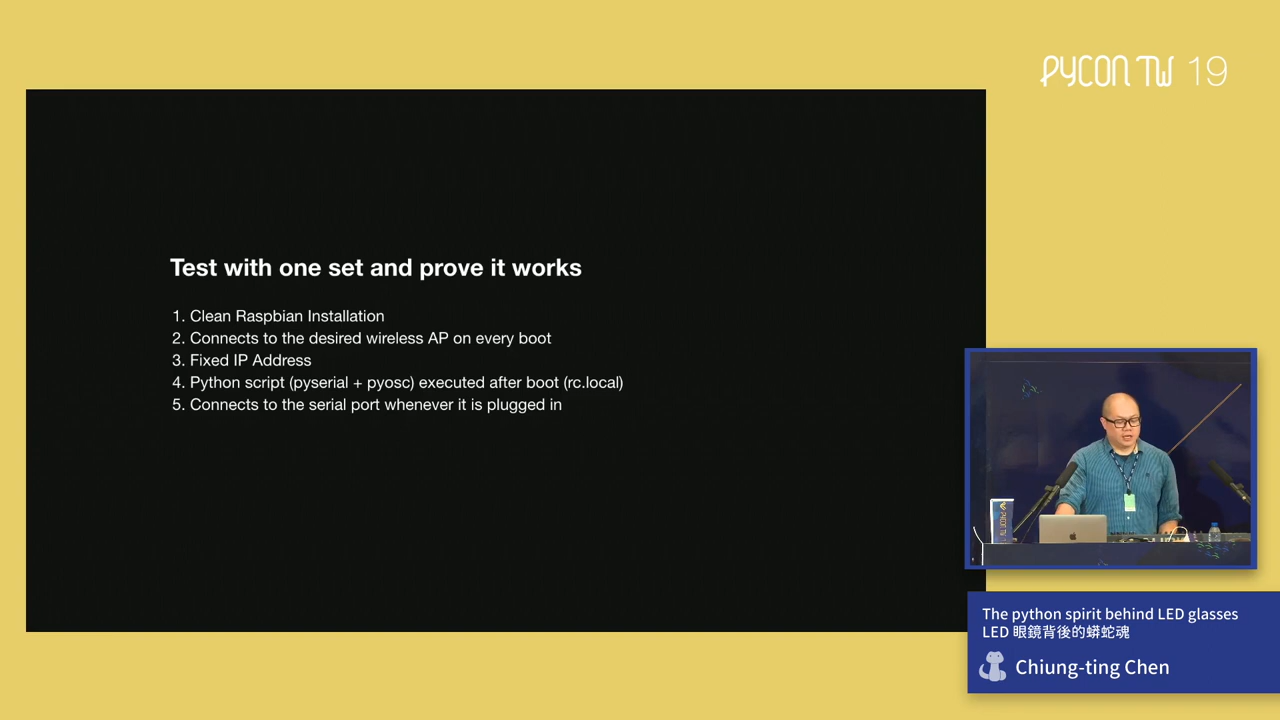 PYCON TW 19
Test with one set and prove it works
1. Clean Raspbian Installation
2. Connects to the desired wireless AP on every boot
3. Fixed IP Address
4. Python script (pyserial + pyosc) executed after boot (rc.local)
5. Connects to the serial port whenever it is plugged in
The python spirit behind LED glasses
LED 眼鏡背後的蟒蛇魂
Chiung-ting Chen